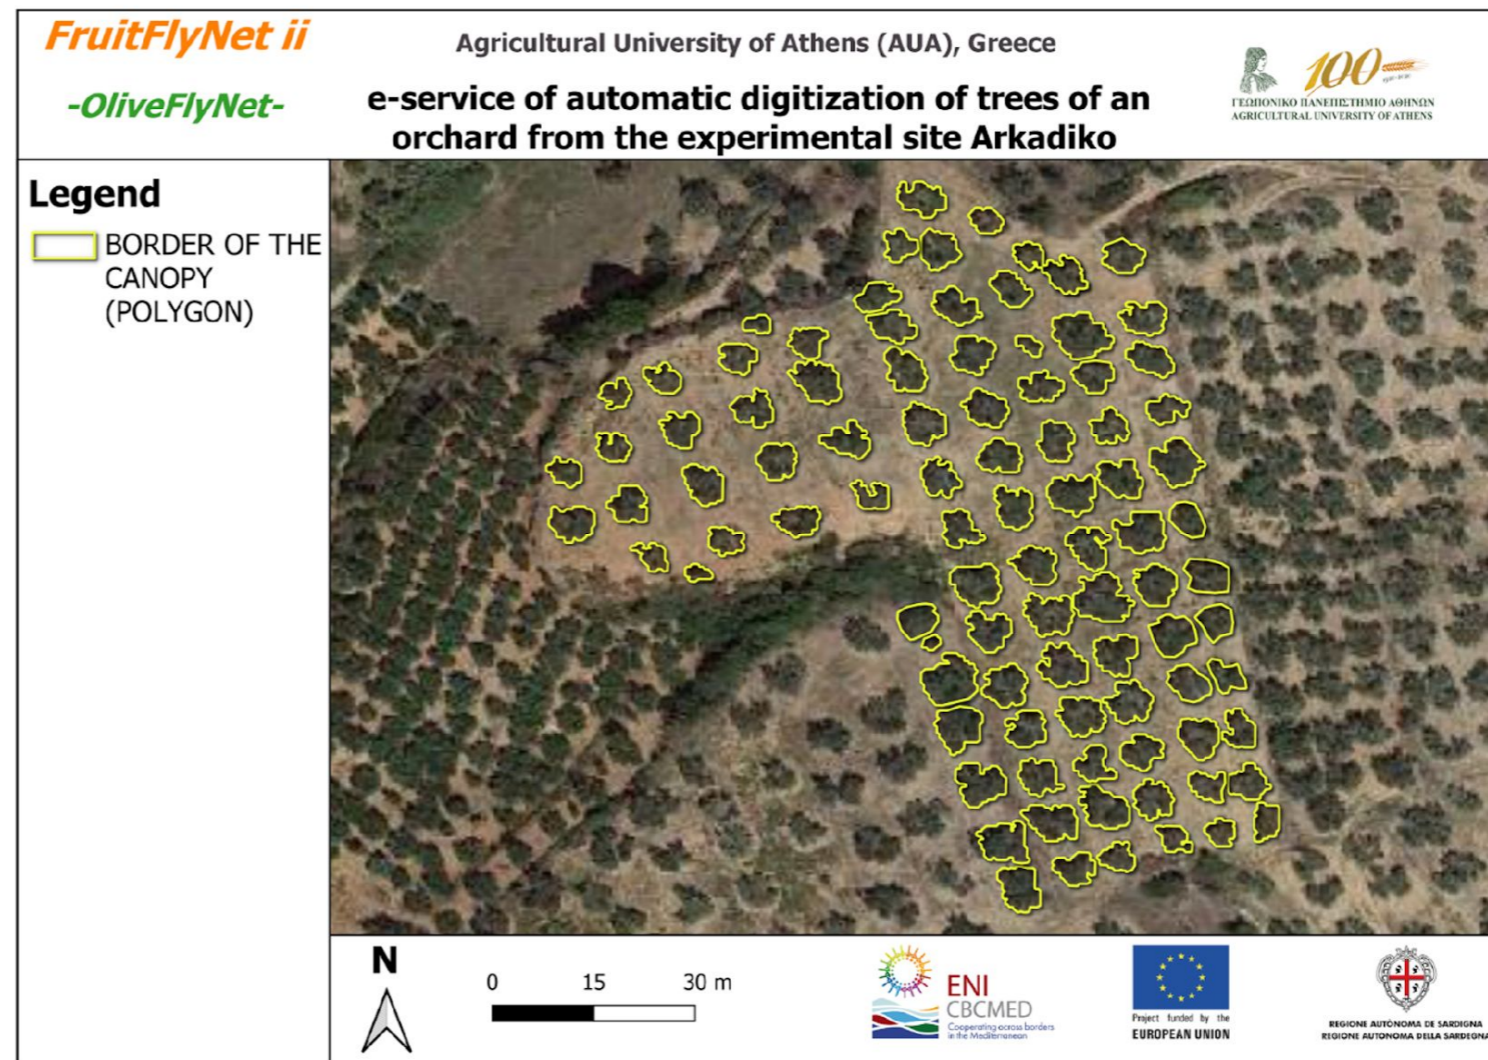 FruitFlyNet ii
-OliveFlyNet-
Agricultural University of Athens (AUA), Greece
e-service of automatic digitization of trees of an
orchard from the experimental site Arkadiko
100
ΓΕΩΠΟΝΙΚΟ ΠΑΝΕΠΙΣΤΗΜΙΟ ΑΘΗΝΩΝ
AGRICULTURAL UNIVERSITY OF ATHENS
Legend
BORDER OF THE
CANOPY
(POLYGON)
N
0 15 30 m
ENI
CBCMED
Cooperating across borders
in the Mediterranean
Project funded by the
EUROPEAN UNION
REGIONE AUTÒNOMA DE SARDIGNA
REGIONE AUTONOMA DELLA SARDEGNA